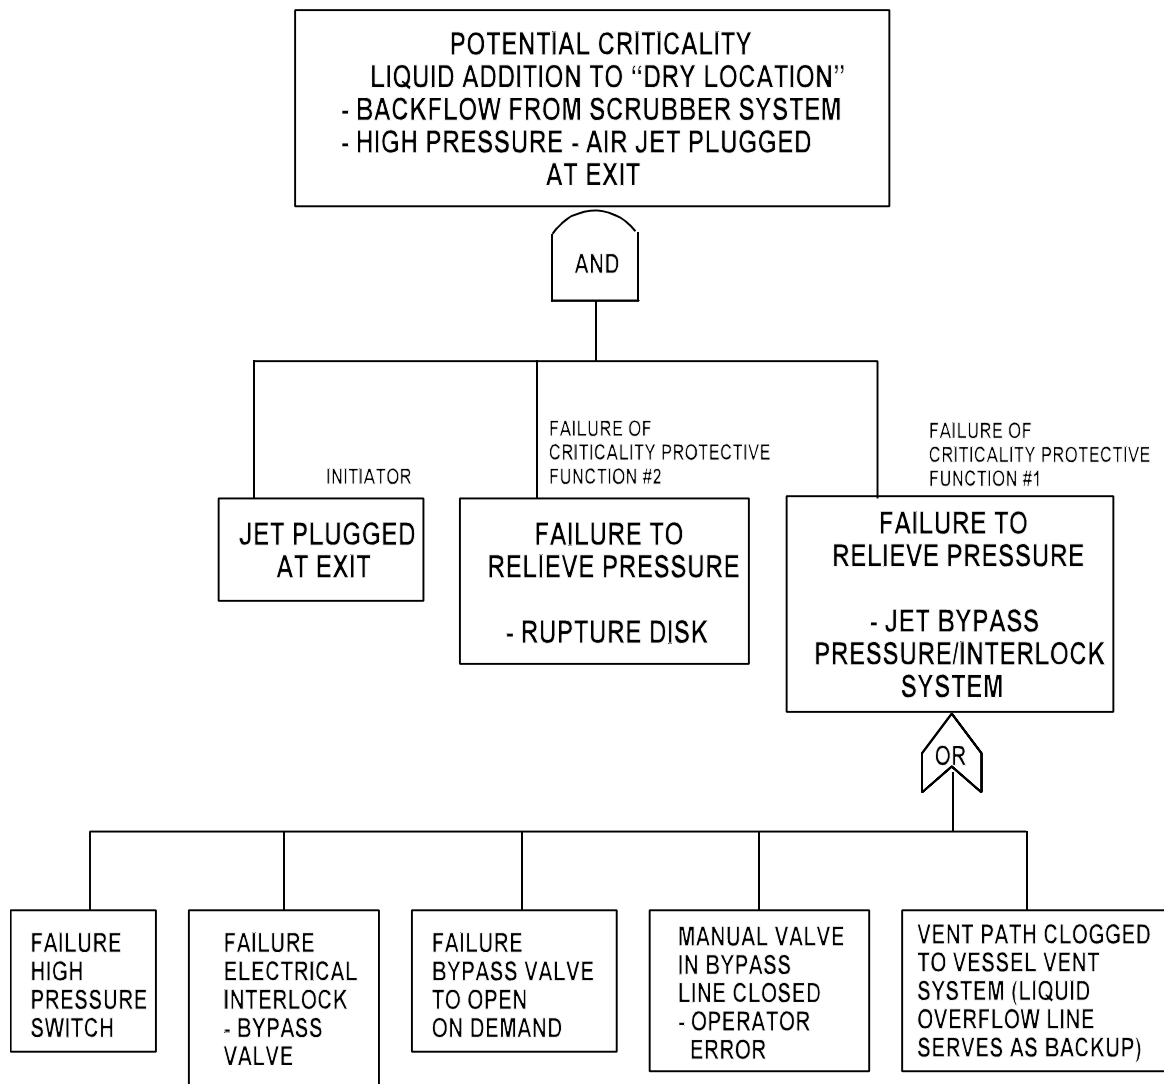 POTENTIAL CRITICALITY
LIQUID ADDITION TO “DRY LOCATION”
- BACKFLOW FROM SCRUBBER SYSTEM
- HIGH PRESSURE - AIR JET PLUGGED
AT EXIT
AND
INITIATOR
JET PLUGGED
AT EXIT
FAILURE OF
CRITICALITY PROTECTIVE
FUNCTION #2
FAILURE TO
RELIEVE PRESSURE
- RUPTURE DISK
FAILURE OF
CRITICALITY PROTECTIVE
FUNCTION #1
FAILURE TO
RELIEVE PRESSURE
- JET BYPASS
PRESSURE/INTERLOCK
SYSTEM
OR
FAILURE
HIGH
PRESSURE
SWITCH
FAILURE
ELECTRICAL
INTERLOCK
- BYPASS
VALVE
FAILURE
BYPASS VALVE
TO OPEN
ON DEMAND
MANUAL VALVE
IN BYPASS
LINE CLOSED
- OPERATOR
ERROR
VENT PATH CLOGGED
TO VESSEL VENT
SYSTEM (LIQUID
OVERFLOW LINE
SERVES AS BACKUP)